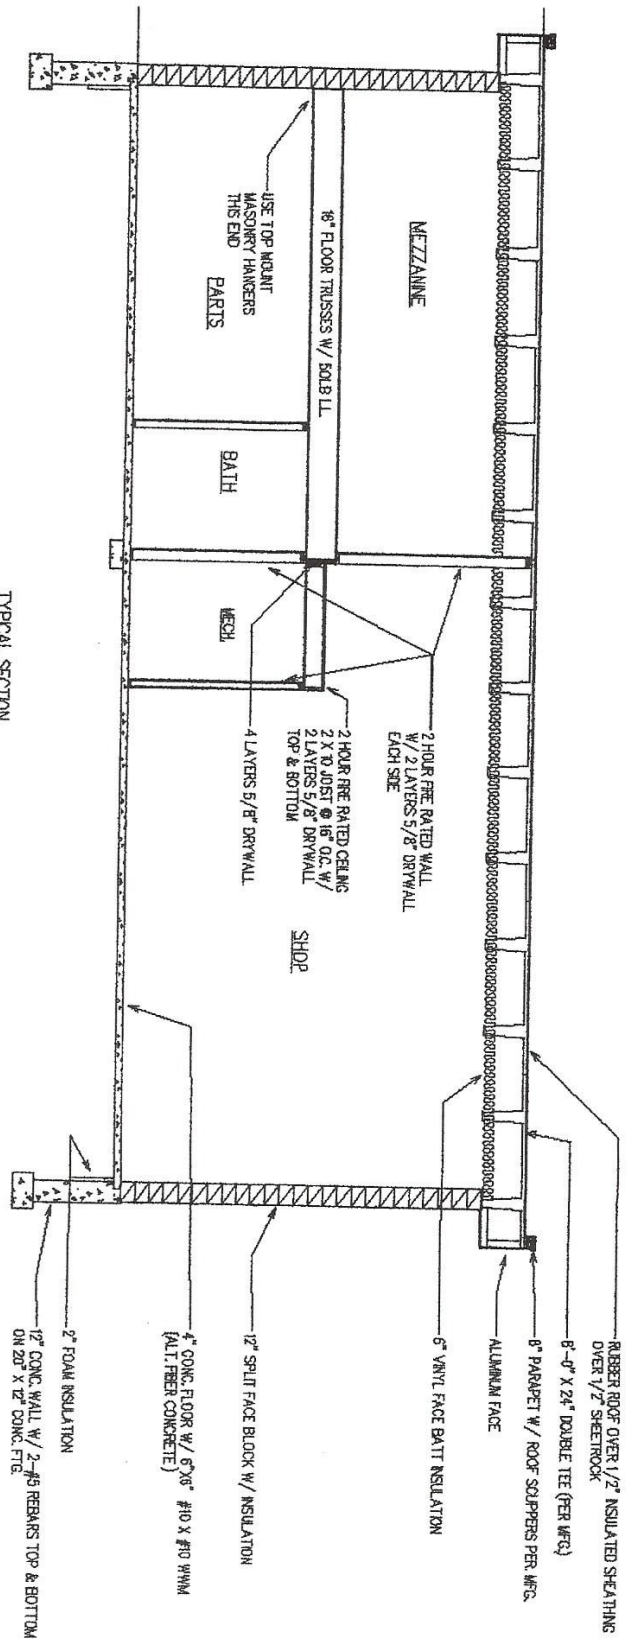 RUBBER ROOF OVER 1/2" INSULATED SHEATHING
OVER 1/2" SHEETROCK
8'-0" X 24" DOUBLE TEE (PER MFG.)
8" PARAPET W/ ROOF SCUPPERS PER MFG.
ALUMINUM FACE
6" VINYL FACE BATT INSULATION
12" SPLIT FACE BLOCK W/ INSULATION
4" CONC. FLOOR W/ 6"X6" #10 X #10 WWM
(ALT. FIBER CONCRETE)
2" FOAM INSULATION
12" CONC. WALL W/ 2-#5 REBARS TOP & BOTTOM
ON 20" X 12" CONC. FTG.
MEZZANINE
18" FLOOR TRUSSES W/ 50LB LL
USE TOP MOUNT
MASONRY HANGERS
THIS END
PARTS
BATH
MECH.
2 HOUR FIRE RATED WALL
W/ 2 LAYERS 5/8" DRYWALL
EACH SIDE
2 HOUR FIRE RATED CEILING
2 X 10 JOIST @ 16" O.C. W/
2 LAYERS 5/8" DRYWALL
TOP & BOTTOM
4 LAYERS 5/8" DRYWALL
SHOP
TYPICAL SECTION